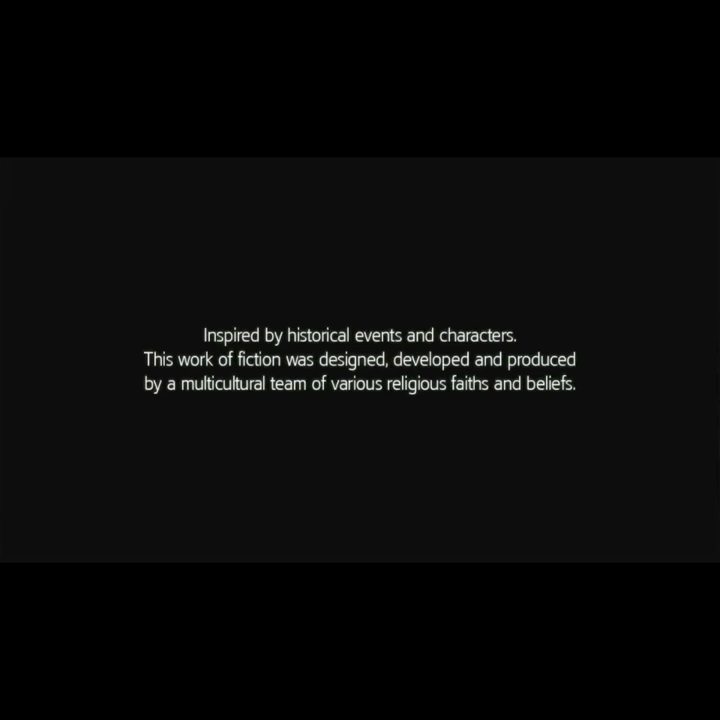 Inspired by historical events and characters.
This work of fiction was designed, developed and produced
by a multicultural team of various religious faiths and beliefs.